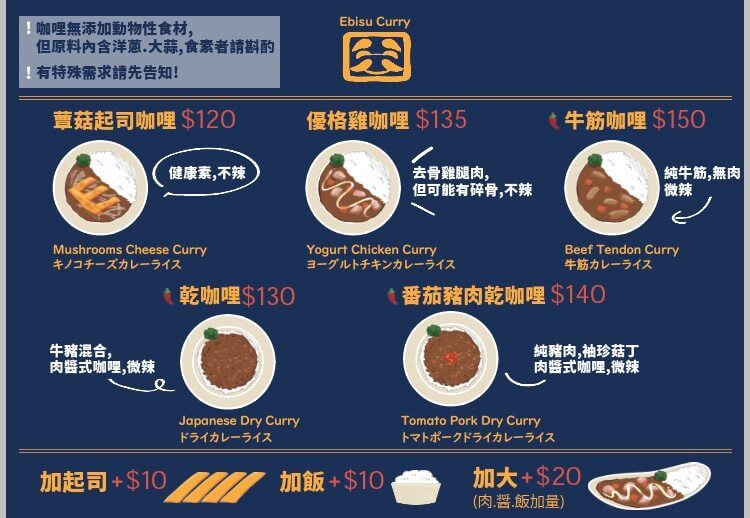 ! 咖哩無添加動物性食材,
但原料內含洋蔥.大蒜,食素者請斟酌
! 有特殊需求請先告知!
Ebisu Curry
蕈菇起司咖哩 $120
健康素,不辣
Mushrooms Cheese Curry
キノコチーズカレーライス
優格雞咖哩 $135
去骨雞腿肉,
但可能有碎骨,不辣
Yogurt Chicken Curry
ヨーグルトチキンカレーライス
牛筋咖哩 $150
純牛筋,無肉
微辣
Beef Tendon Curry
牛筋カレーライス
乾咖哩$130
牛豬混合,
肉醬式咖哩,微辣
Japanese Dry Curry
ドライカレーライス
番茄豬肉乾咖哩 $140
純豬肉,袖珍菇丁
肉醬式咖哩,微辣
Tomato Pork Dry Curry
トマトポークドライカレーライス
加起司+$10
加飯+$10
加大+$20
(肉.醬.飯加量)